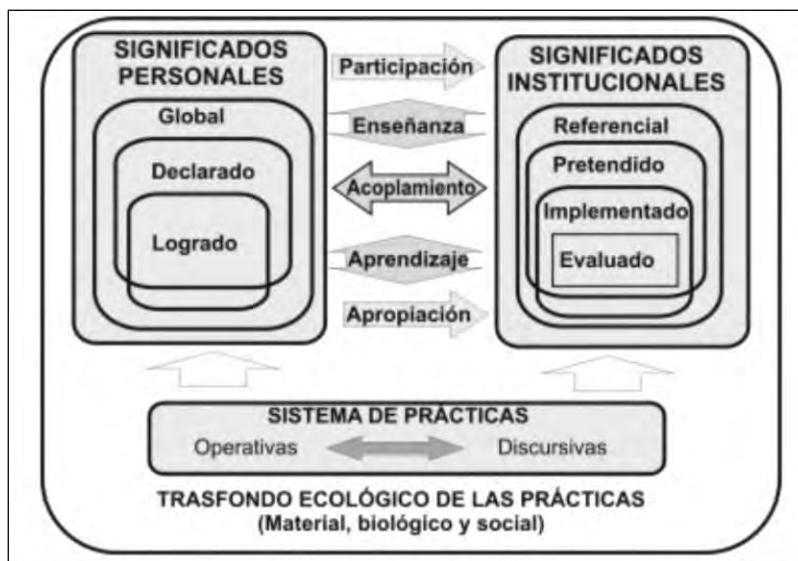 SIGNIFICADOS
PERSONALES
Global
Declarado
Logrado
Participación
Enseñanza
Acoplamiento
Aprendizaje
Apropiación
SIGNIFICADOS
INSTITUCIONALES
Referencial
Pretendido
Implementado
Evaluado
SISTEMA DE PRÁCTICAS
Operativas
Discursivas
TRASFONDO ECOLÓGICO DE LAS PRÁCTICAS
(Material, biológico y social)